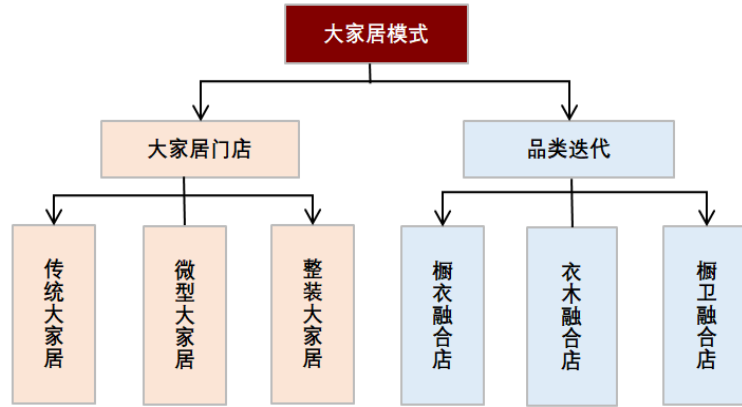 大家居模式
大家居门店
品类迭代
传统大家居
微型大家居
整装大家居
橱衣融合店
衣木融合店
橱卫融合店